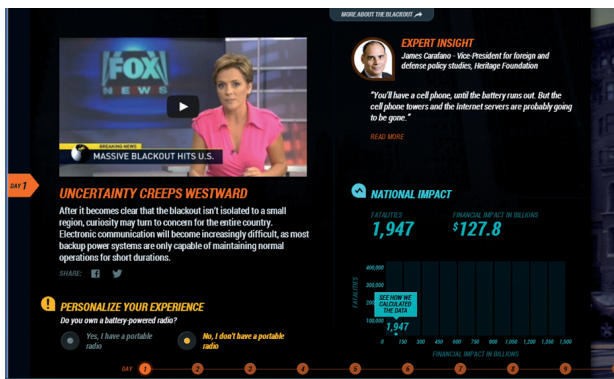 MORE ABOUT THE BLACKOUT
FOX
NEWS
BREAKING NEWS
MASSIVE BLACKOUT HITS U.S.
EXPERT INSIGHT
James Carafano - Vice-President for foreign and
defense policy studies, Heritage Foundation
"You'll have a cell phone, until the battery runs out. But the
cell phone towers and the Internet servers are probably going
to be gone."
READ MORE
DAY 1
UNCERTAINTY CREEPS WESTWARD
After it becomes clear that the blackout isn't isolated to a small
region, curiosity may turn to concern for the entire country.
Electronic communication will become increasingly difficult, as most
backup power systems are only capable of maintaining normal
operations for short durations.
SHARE:
NATIONAL IMPACT
FATALITIES
FINANCIAL IMPACT IN BILLIONS
1,947
$127.8
400,000
300,000
200,000
100,000
FATALITIES
SEE HOW WE
CALCULATED
THE DATA
1,947
0 150 300 450 600 750 900 1,000 1,200 1,350 1,500
FINANCIAL IMPACT IN BILLIONS
PERSONALIZE YOUR EXPERIENCE
Do you own a battery-powered radio?
Yes, I have a portable
radio
No, I don't have a portable
radio
DAY 1 2 3 4 5 6 7 8 9